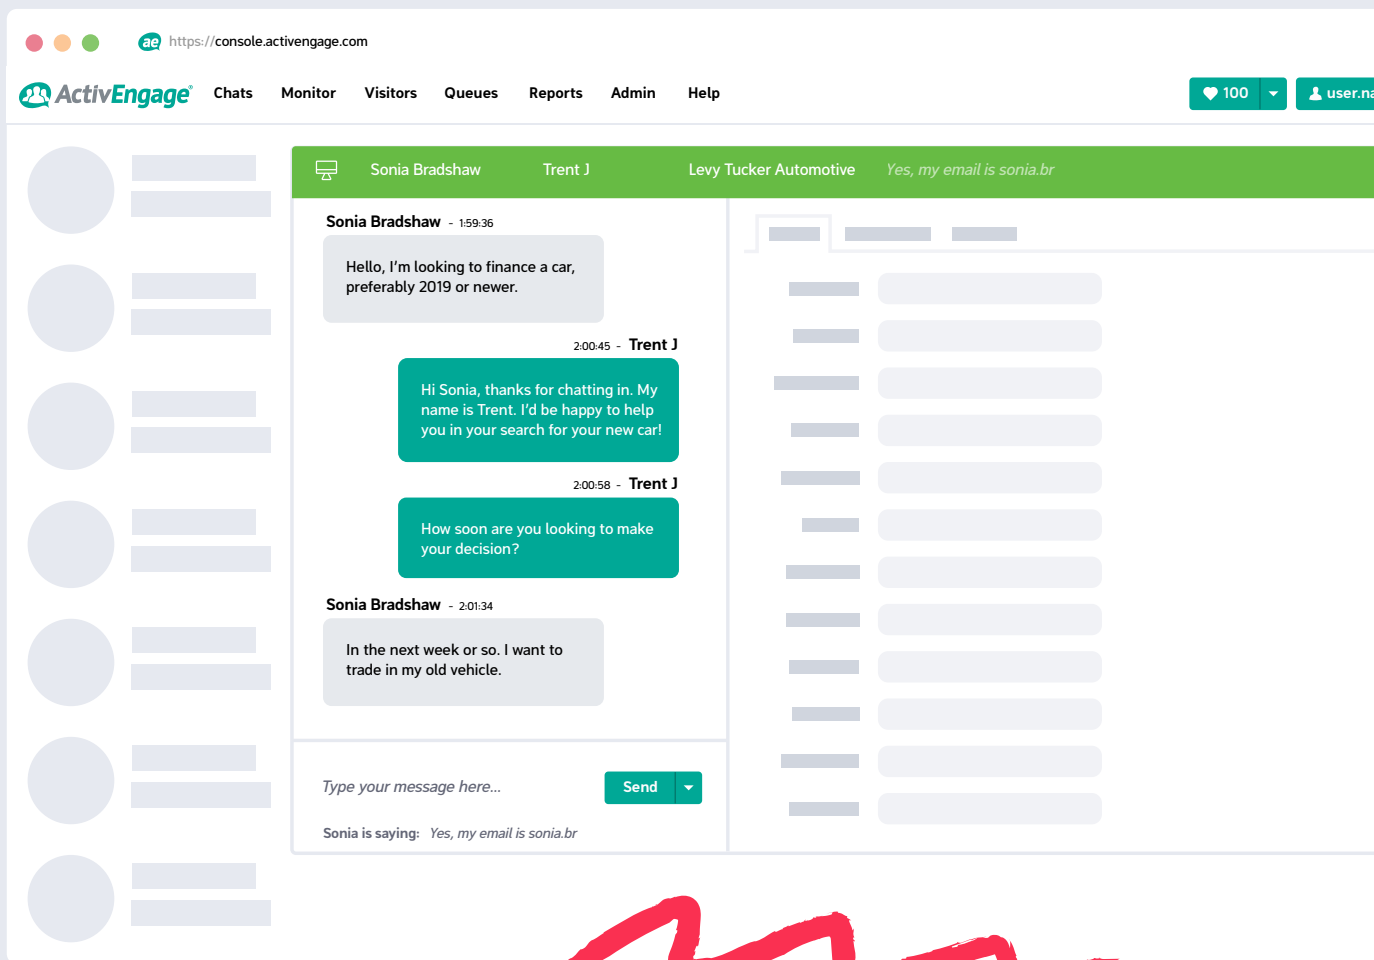 ae https://console.activengage.com
ActivEngage® Chats Monitor Visitors Queues Reports Admin Help 100 user.na
Sonia Bradshaw Trent J Levy Tucker Automotive Yes, my email is sonia.br
Sonia Bradshaw - 1:59:36
Hello, I'm looking to finance a car,
preferably 2019 or newer.
2:00:45 - Trent J
Hi Sonia, thanks for chatting in. My
name is Trent. I'd be happy to help
you in your search for your new car!
2:00:58 - Trent J
How soon are you looking to make
your decision?
Sonia Bradshaw - 2:01:34
In the next week or so. I want to
trade in my old vehicle.
Type your message here... Send
Sonia is saying: Yes, my email is sonia.br